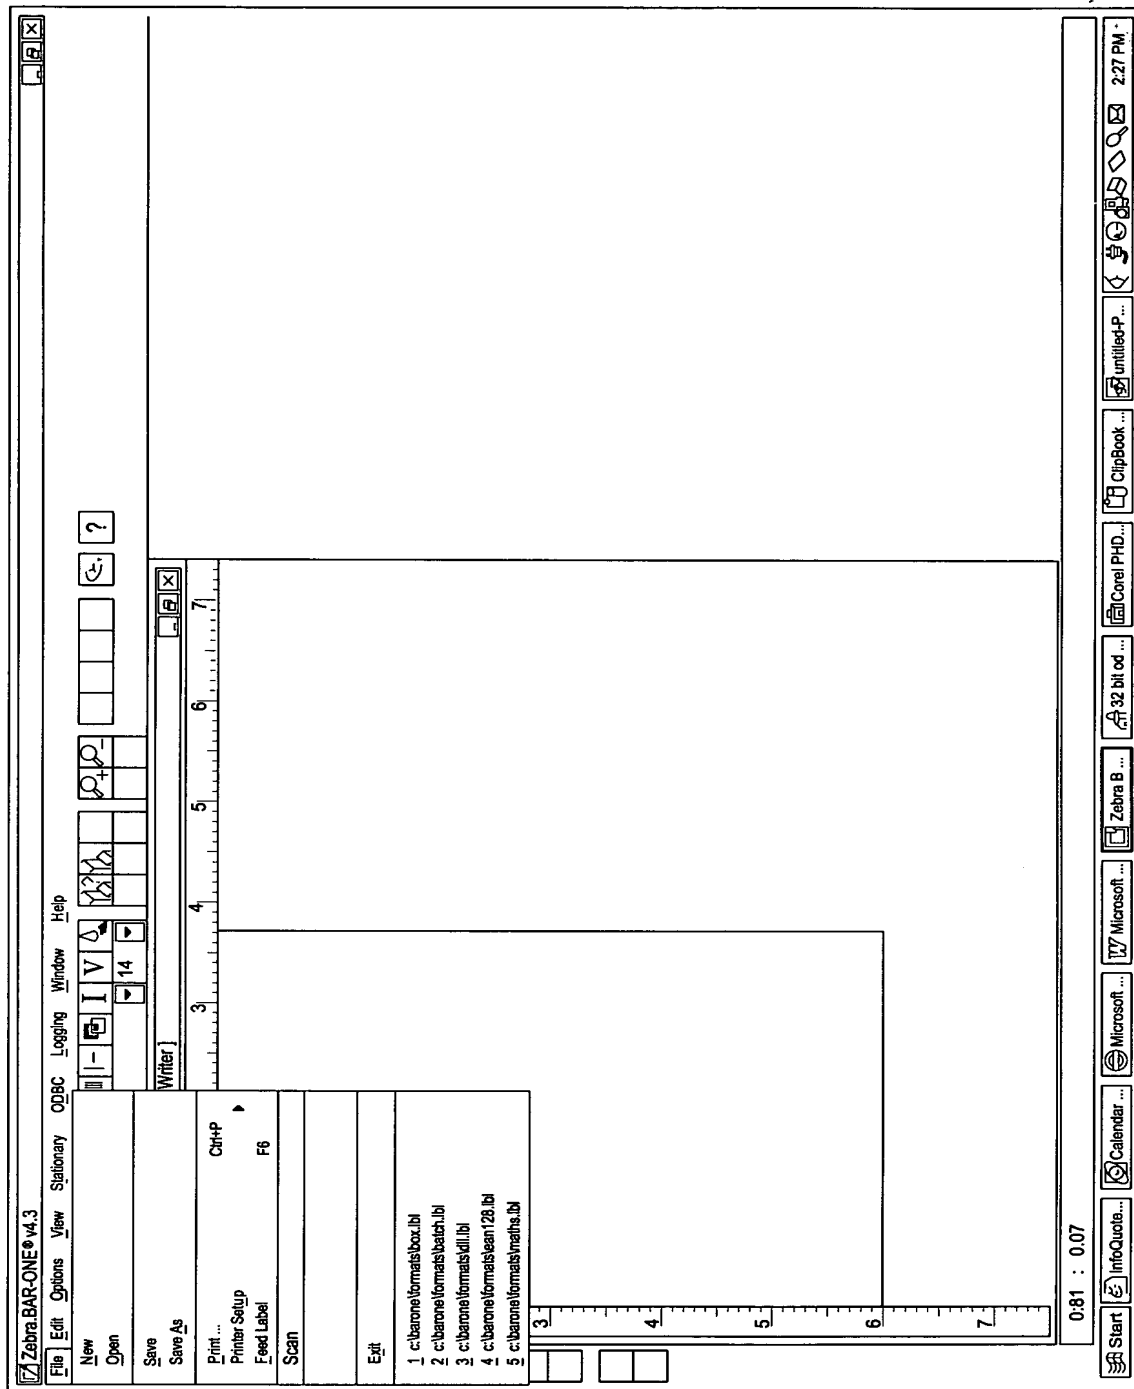 Zebra.BAR-ONE® v4.3
File Edit Options View Stationary ODBC Logging Window Help
I V
14
?
New
Open
Save
Save As
Print ... Ctrl+P
Printer Setup
Feed Label F6
Scan
Exit
1 c:\barone\formats\box.lbl
2 c:\barone\formats\batch.lbl
3 c:\barone\formats\dll.lbl
4 c:\barone\formats\ean128.lbl
5 c:\barone\formats\maths.lbl
Writer ]
3 4 5 6 7
3
4
5
6
7
0:81 : 0.07
Start InfoQuote... Calendar ... Microsoft ... W Microsoft ... Zebra B ... 32 bit od ... Corel PHD... ClipBook ... untitled-P... 2:27 PM